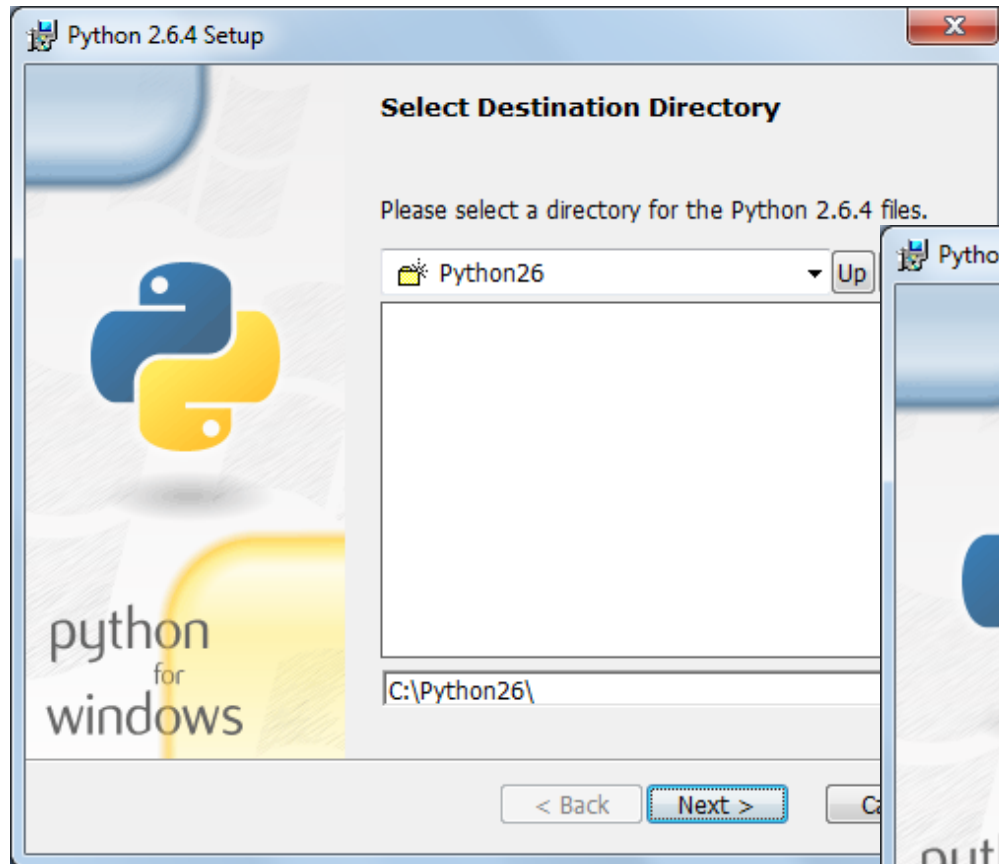 Python 2.6.4 Setup
Select Destination Directory
Please select a directory for the Python 2.6.4 files.
Python26
Up
C:\Python26\
python
for
windows
< Back
Next >